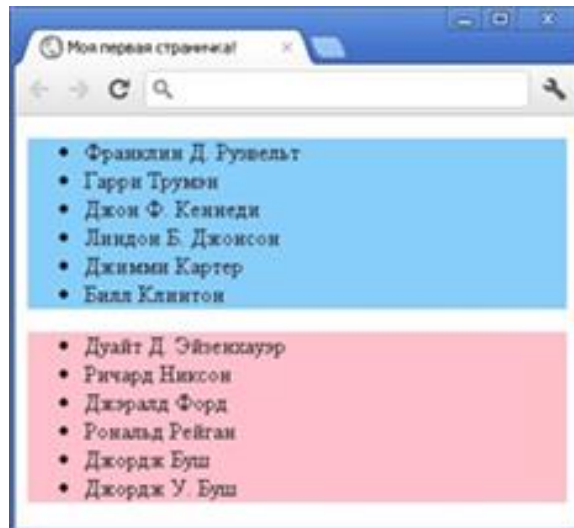 Моя первая страничка!
Франклин Д. Рузвельт
Гарри Трумэн
Джон Ф. Кеннеди
Линдон Б. Джонсон
Джимми Картер
Билл Клинтон
Дуайт Д. Эйзенхауэр
Ричард Никсон
Джэралд Форд
Рональд Рейган
Джордж Буш
Джордж У. Буш